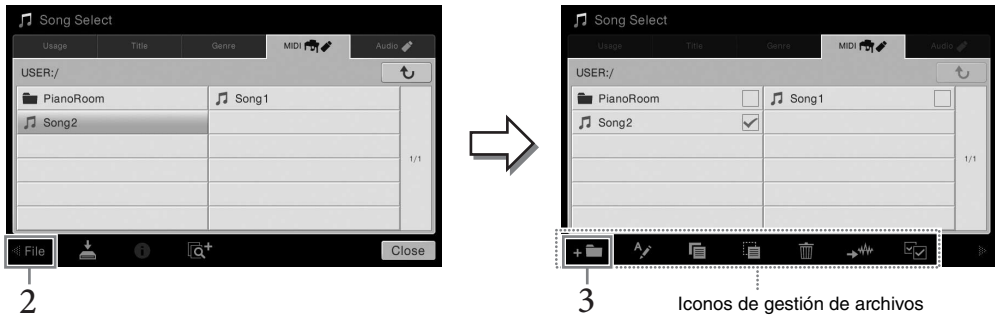 Song Select
Usage Title Genre MIDI Audio
USER:/
PianoRoom Song1
Song2
1/1
File Close
2
Song Select
Usage Title Genre MIDI Audio
USER:/
PianoRoom Song1
Song2
1/1
3
Iconos de gestión de archivos